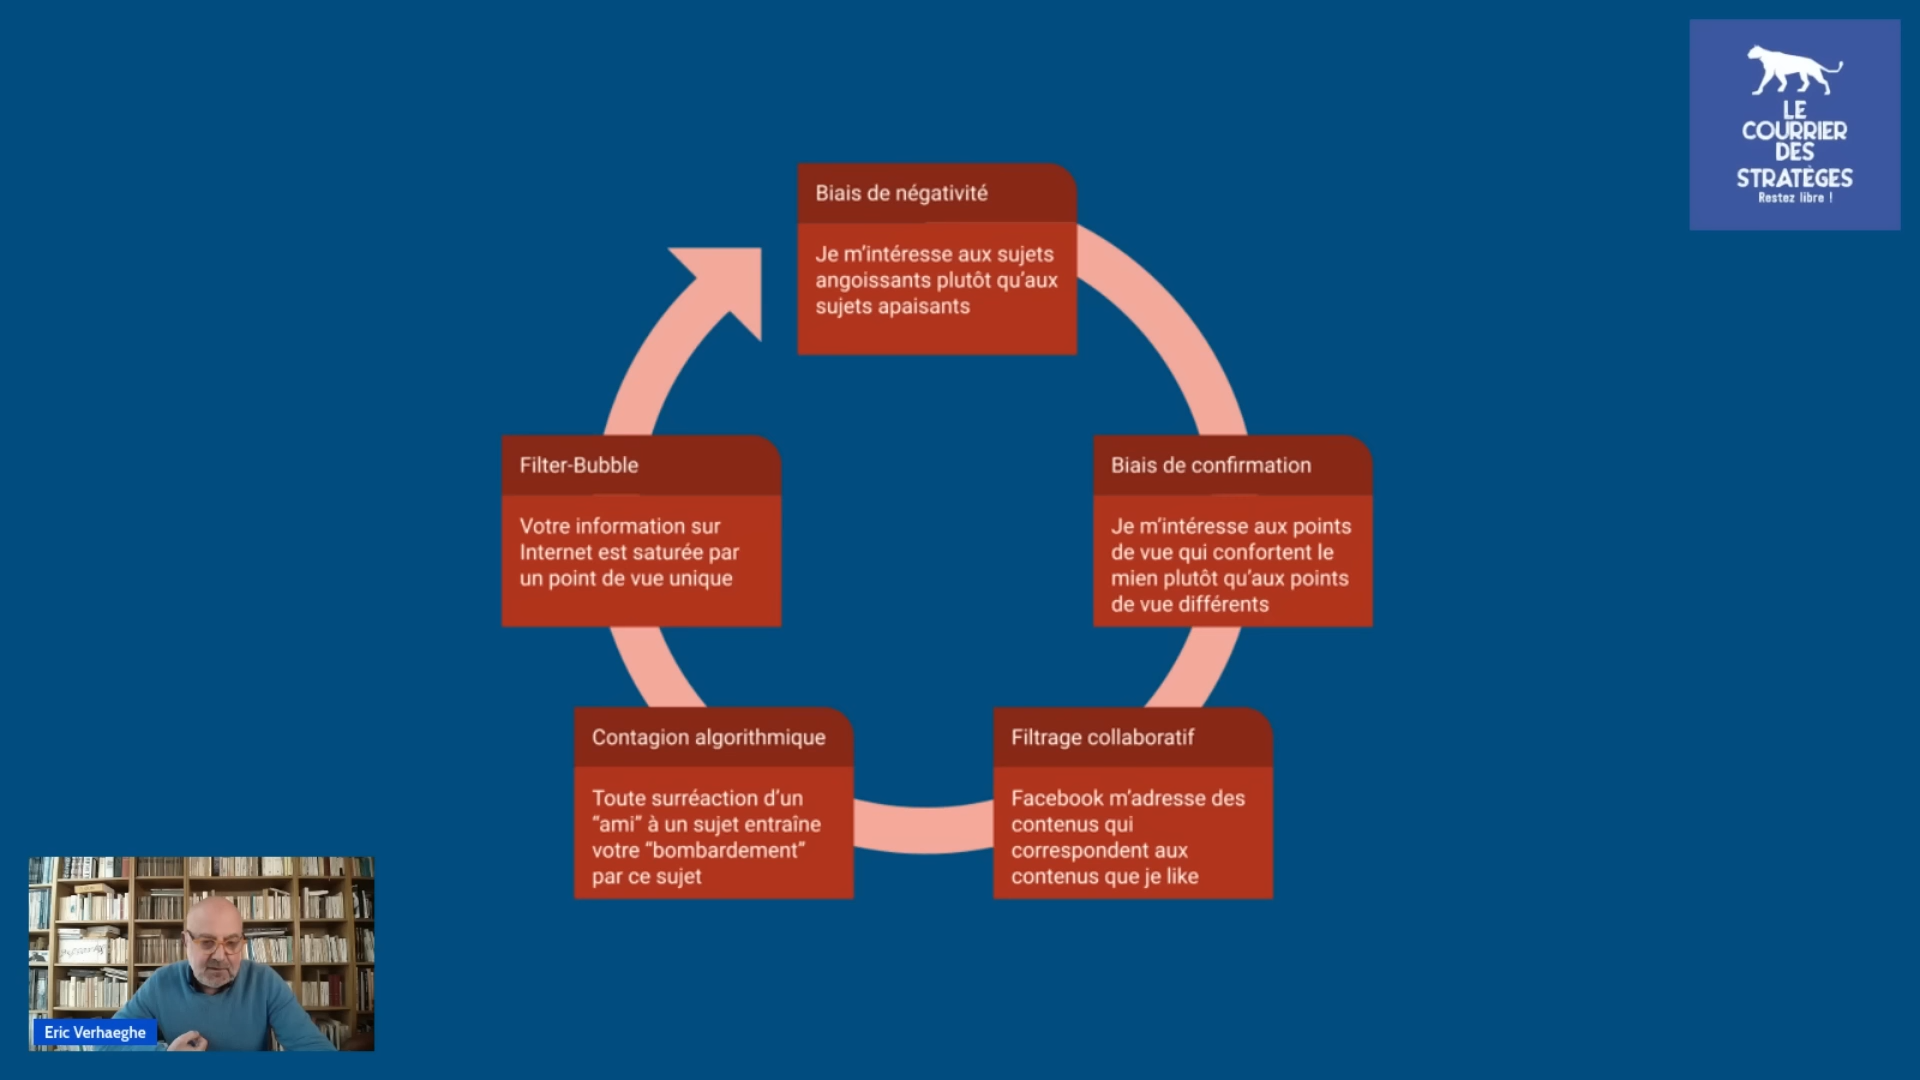 LE
COURRIER
DES
STRATÈGES
Restez libre !
Biais de négativité
Je m’intéresse aux sujets
angoissants plutôt qu’aux
sujets apaisants
Biais de confirmation
Je m’intéresse aux points
de vue qui confortent le
mien plutôt qu’aux points
de vue différents
Filtrage collaboratif
Facebook m’adresse des
contenus qui
correspondent aux
contenus que je like
Contagion algorithmique
Toute surréaction d’un
“ami” à un sujet entraîne
votre “bombardement”
par ce sujet
Filter-Bubble
Votre information sur
Internet est saturée par
un point de vue unique
Eric Verhaeghe